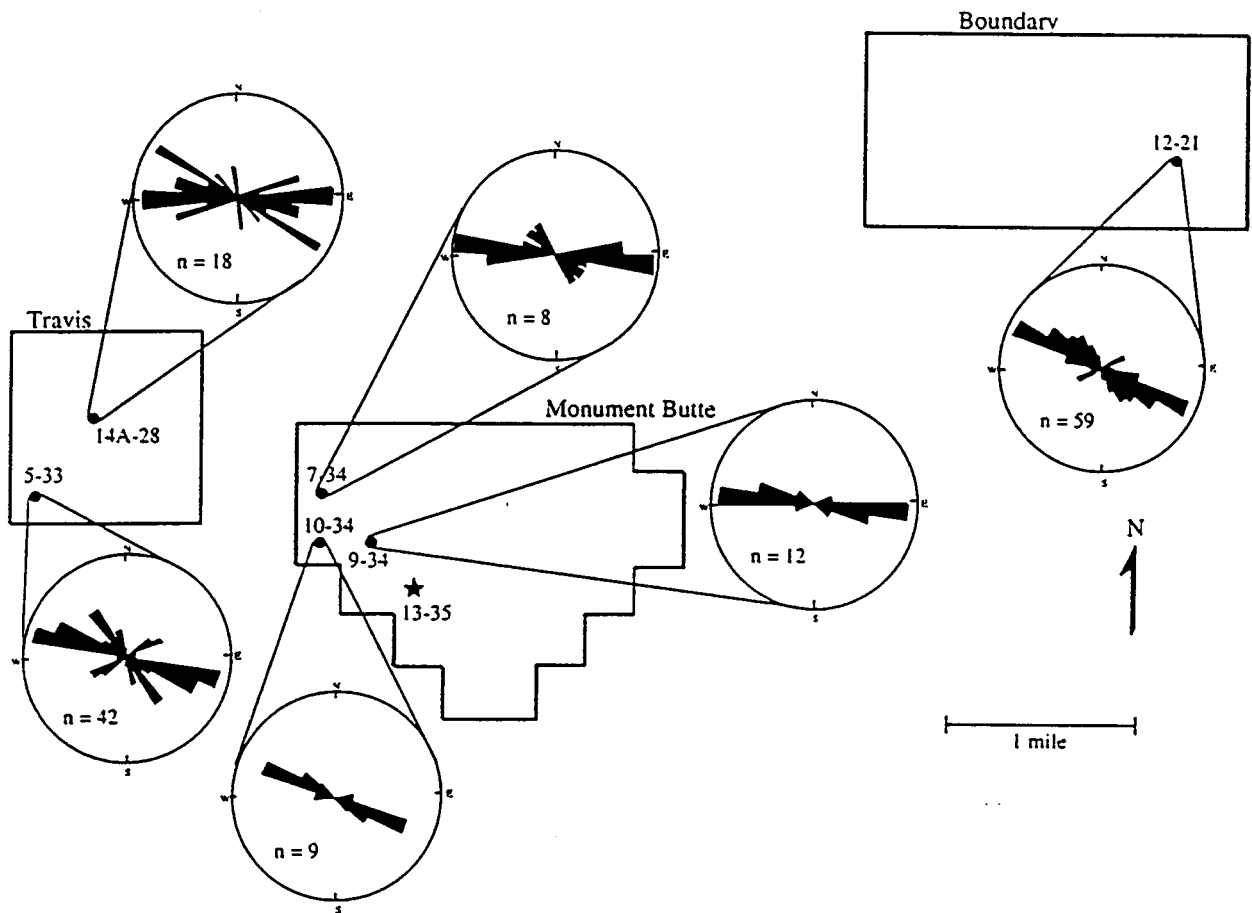 Boundary
12-21
n = 59
n = 18
n = 8
Travis
14A-28
5-33
n = 42
Monument Butte
7-34
10-34
9-34
13-35
n = 12
n = 9
N
1 mile